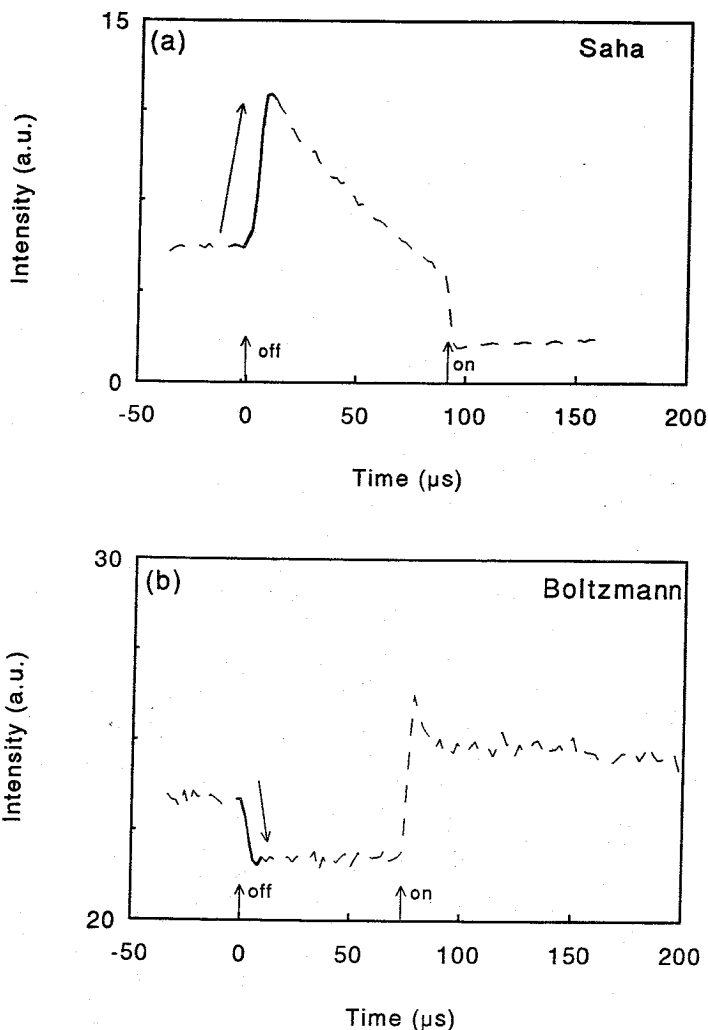 15
(a)
Saha
Intensity (a.u.)
off
on
0
-50 0 50 100 150 200
Time (µs)
30
(b)
Boltzmann
Intensity (a.u.)
off
on
20
-50 0 50 100 150 200
Time (µs)